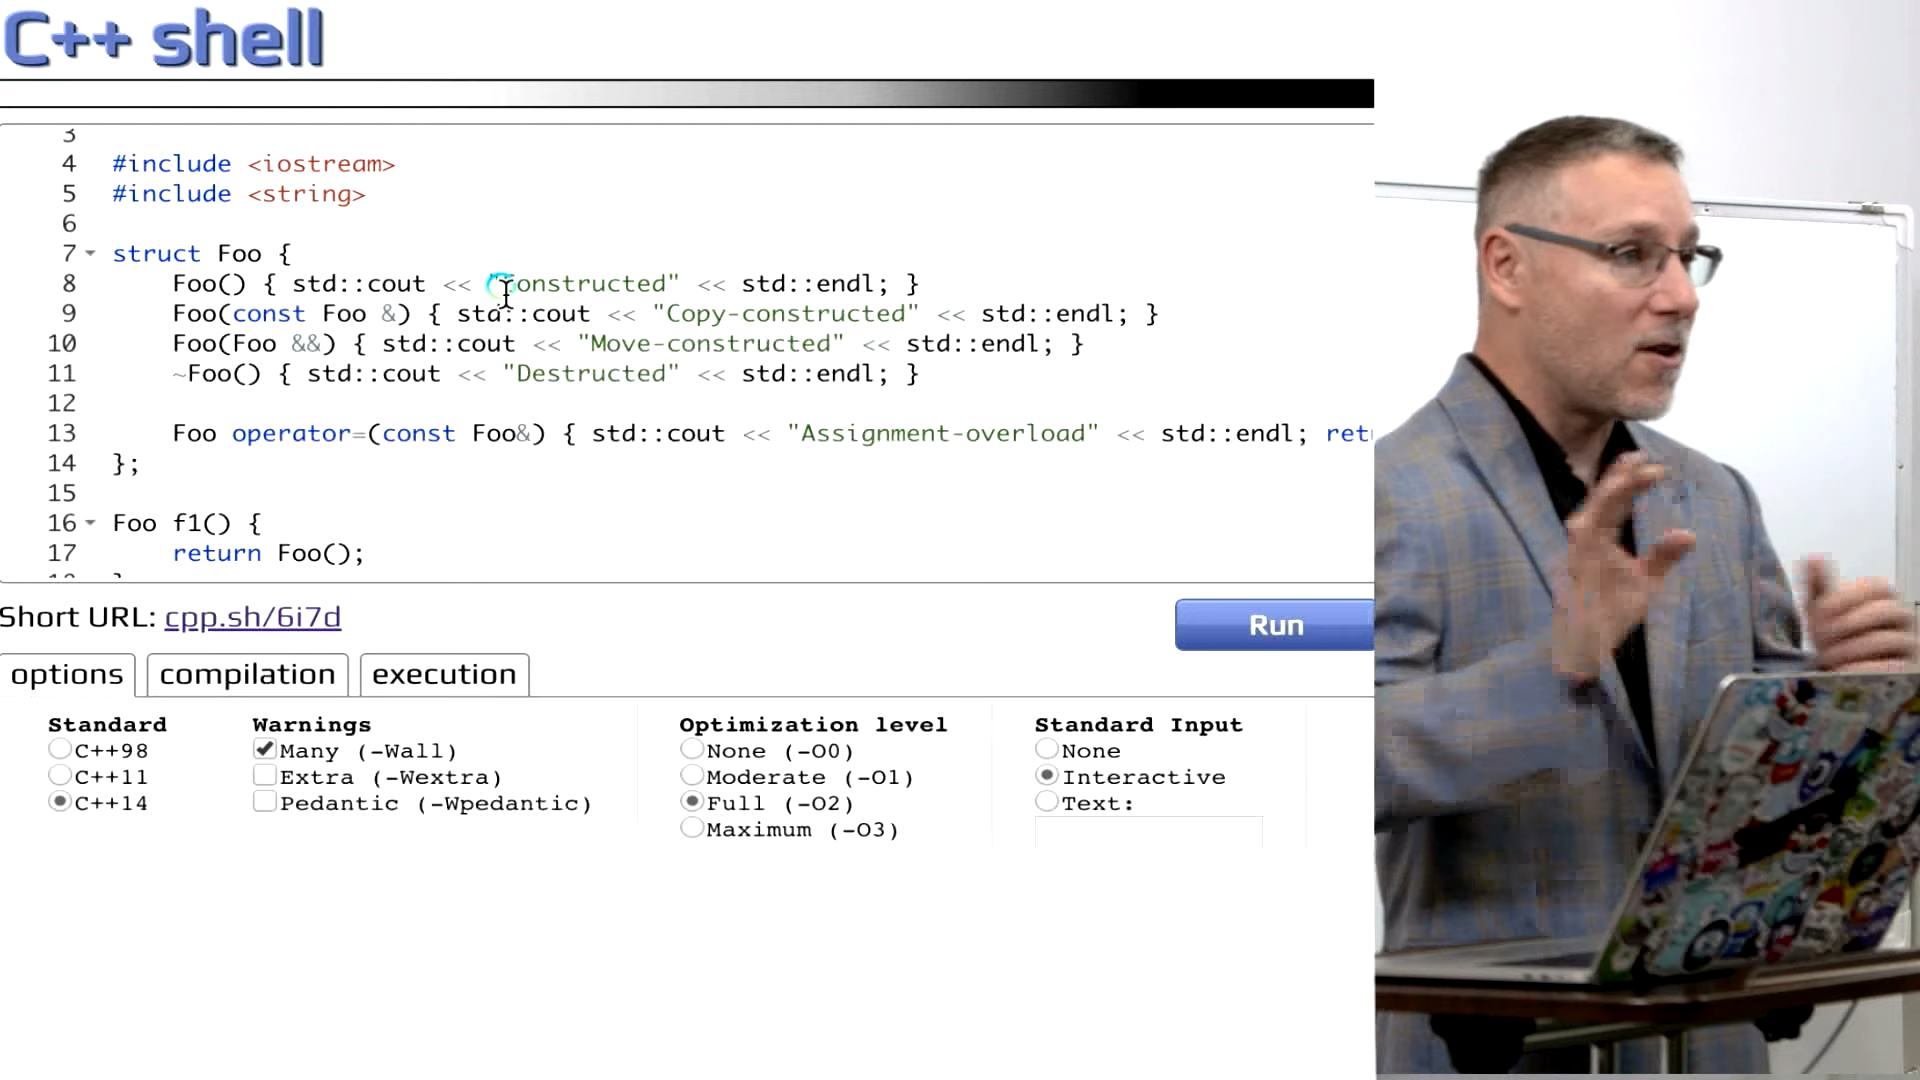 C++ shell
3
4 #include <iostream>
5 #include <string>
6
7 struct Foo {
8 Foo() { std::cout << "Constructed" << std::endl; }
9 Foo(const Foo &) { std::cout << "Copy-constructed" << std::endl; }
10 Foo(Foo &&) { std::cout << "Move-constructed" << std::endl; }
11 ~Foo() { std::cout << "Destructed" << std::endl; }
12
13 Foo operator=(const Foo&) { std::cout << "Assignment-overload" << std::endl; retu
14 };
15
16 Foo f1() {
17 return Foo();
Short URL: cpp.sh/6i7d
Run
options compilation execution
Standard Warnings Optimization level Standard Input
C++98 Many (-Wall) None (-O0) None
C++11 Extra (-Wextra) Moderate (-O1) Interactive
C++14 Pedantic (-Wpedantic) Full (-O2) Text:
Maximum (-O3)